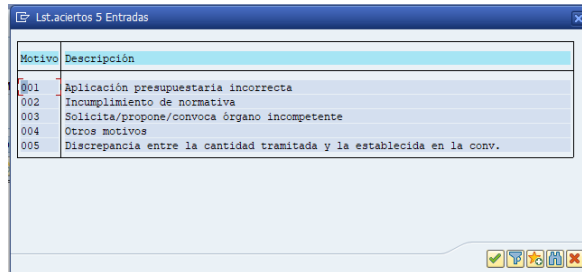 Lst.aciertos 5 Entradas
Motivo Descripción
001 Aplicación presupuestaria incorrecta
002 Incumplimiento de normativa
003 Solicita/propone/convoca órgano incompetente
004 Otros motivos
005 Discrepancia entre la cantidad tramitada y la establecida en la conv.